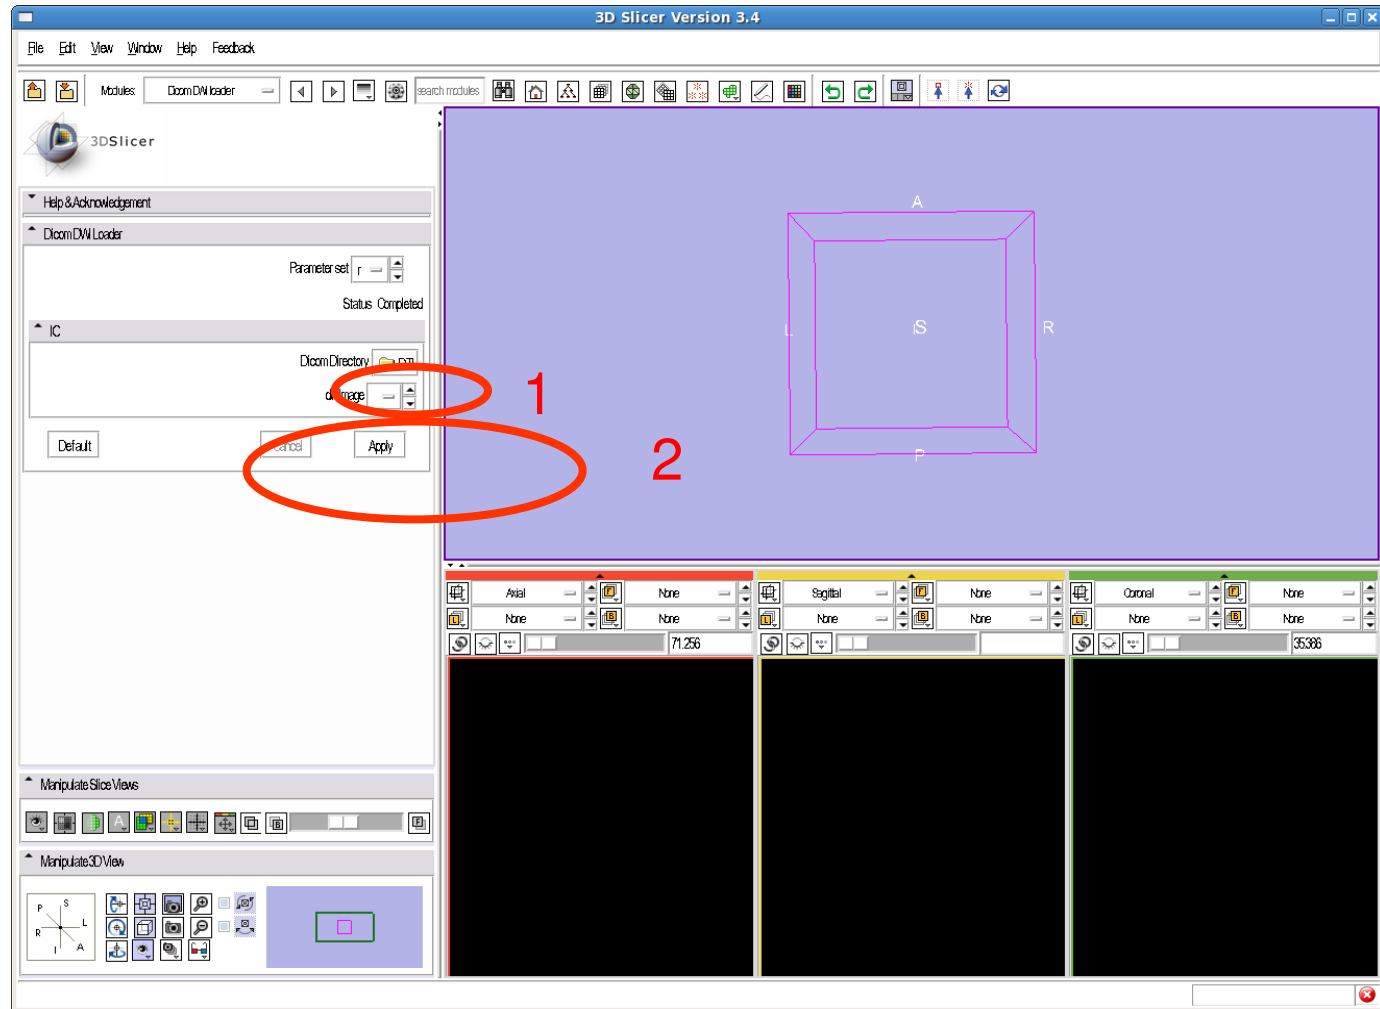 3D Slicer Version 3.4
File Edit View Window Help Feedback
Modules: Dicom DWI loader search modules
3DSlicer
Help & Acknowledgement
Dicom DWI Loader
Parameter set r
Status Completed
IC
Dicom Directory DTI
Default Cancel Apply
1
2
A
L S R
P
Axial None Sagittal None Coronal None
None None None None None None
71.256 35.386
Manipulate Slice Views
Manipulate 3D View
P S
L
R
I A